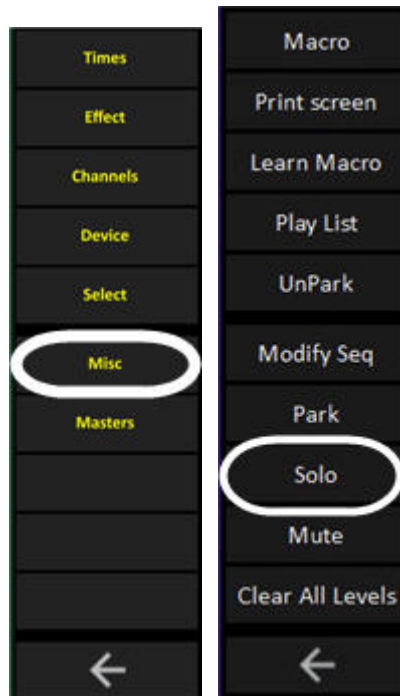 Times
Effect
Channels
Device
Select
Misc
Masters
Macro
Print screen
Learn Macro
Play List
UnPark
Modify Seq
Park
Solo
Mute
Clear All Levels